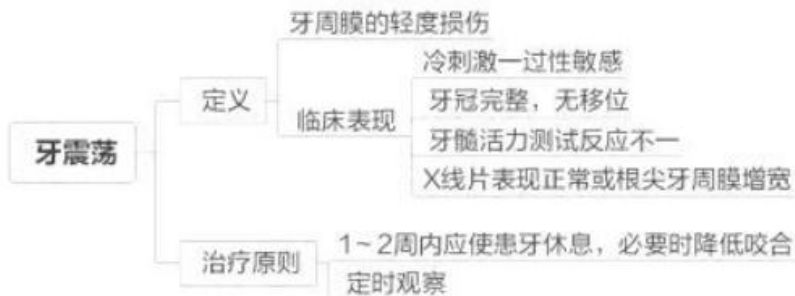 牙周膜的轻度损伤
冷刺激一过性敏感
定义
牙冠完整，无移位
临床表现
牙髓活力测试反应不一
牙震荡
X线片表现正常或根尖牙周膜增宽
1~2周内应使患牙休息，必要时降低咬合
治疗原则
定时观察